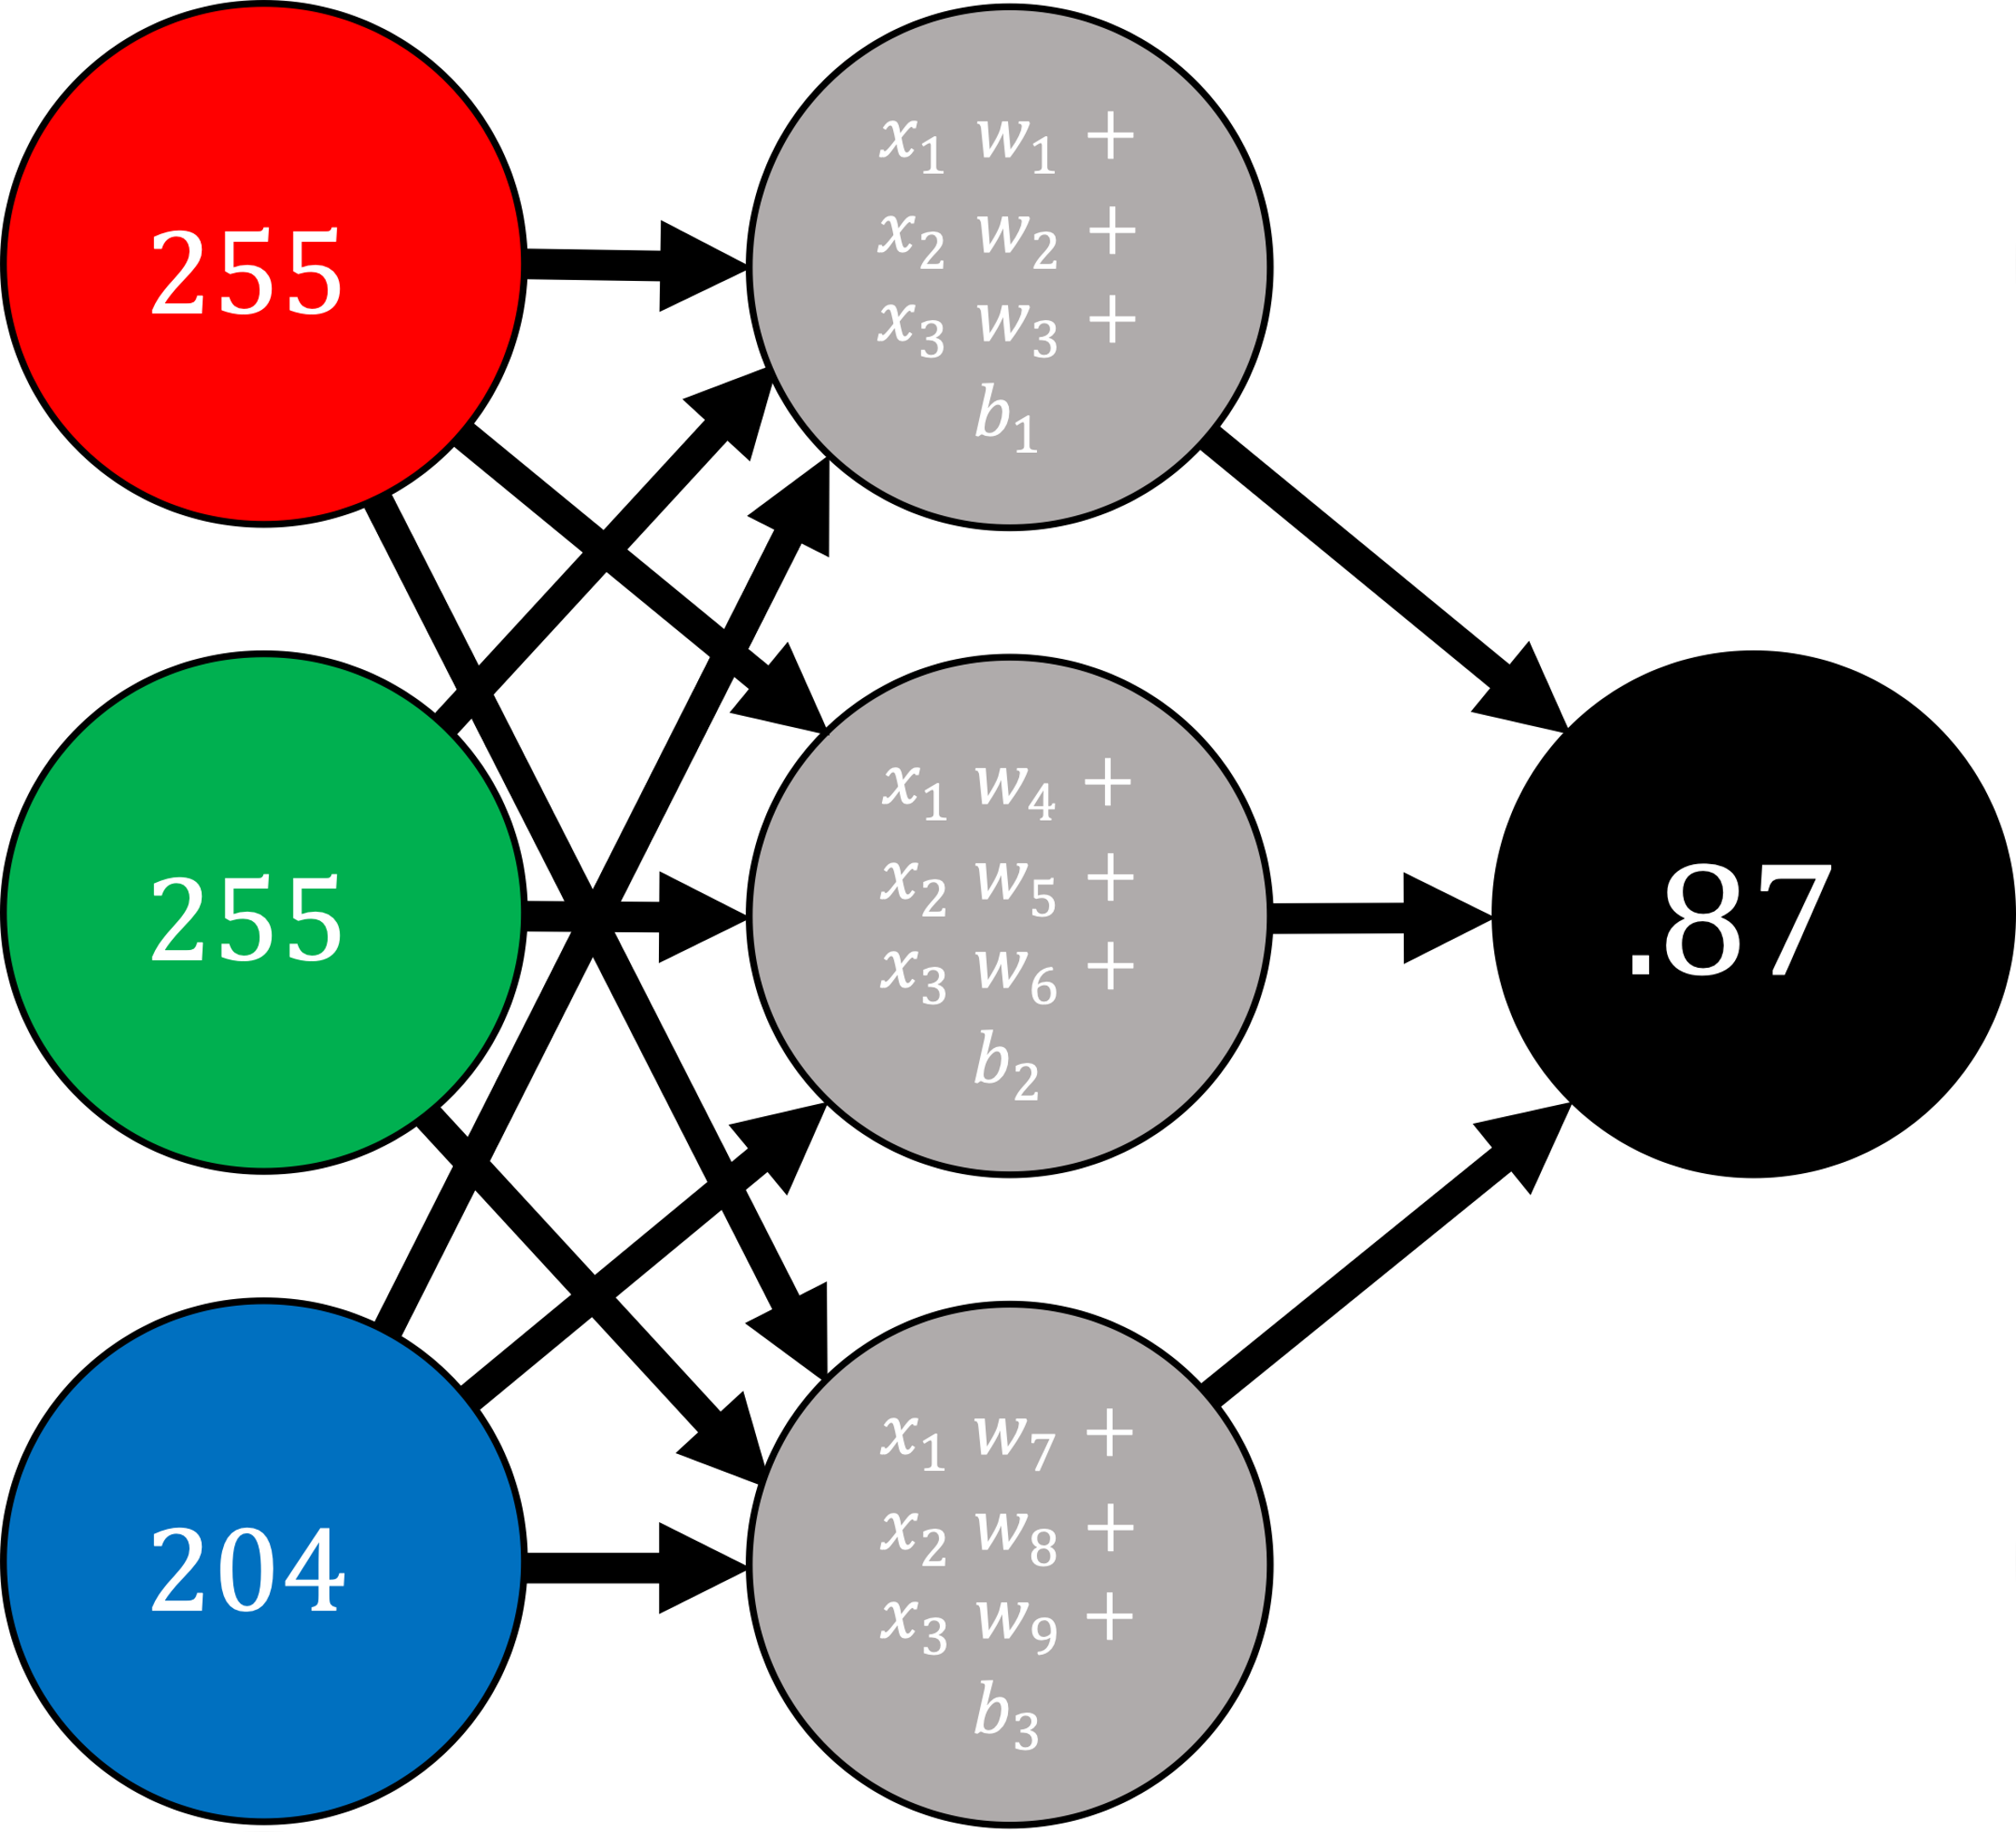 255
255
204
x₁ w₁ +
x₂ w₂ +
x₃ w₃ +
b₁
x₁ w₄ +
x₂ w₅ +
x₃ w₆ +
b₂
x₁ w₇ +
x₂ w₈ +
x₃ w₉ +
b₃
.87